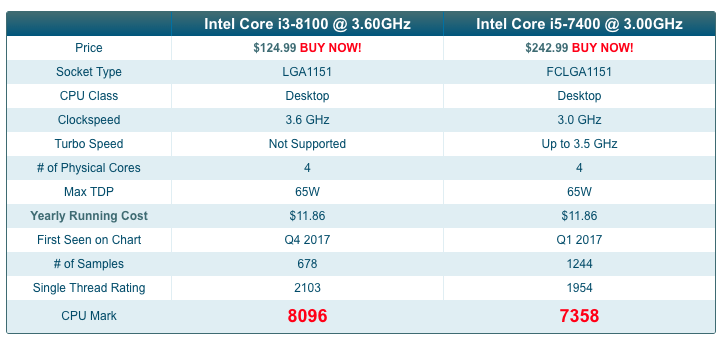 Intel Core i3-8100 @ 3.60GHz Intel Core i5-7400 @ 3.00GHz
Price $124.99 BUY NOW! $242.99 BUY NOW!
Socket Type LGA1151 FCLGA1151
CPU Class Desktop Desktop
Clockspeed 3.6 GHz 3.0 GHz
Turbo Speed Not Supported Up to 3.5 GHz
# of Physical Cores 4 4
Max TDP 65W 65W
Yearly Running Cost $11.86 $11.86
First Seen on Chart Q4 2017 Q1 2017
# of Samples 678 1244
Single Thread Rating 2103 1954
CPU Mark 8096 7358